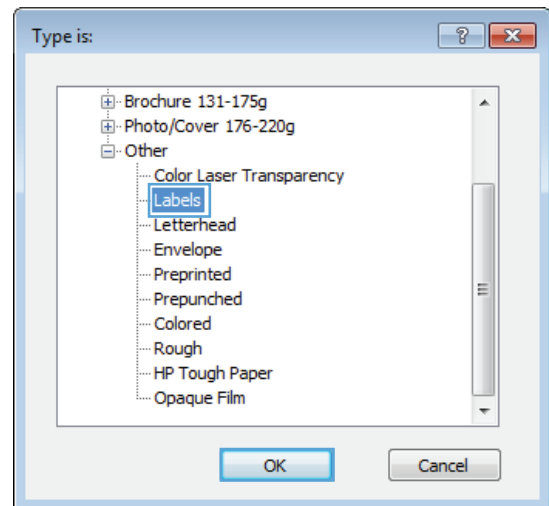 Type is:
?
Brochure 131-175g
Photo/Cover 176-220g
Other
Color Laser Transparency
Labels
Letterhead
Envelope
Preprinted
Prepunched
Colored
Rough
HP Tough Paper
Opaque Film
OK Cancel